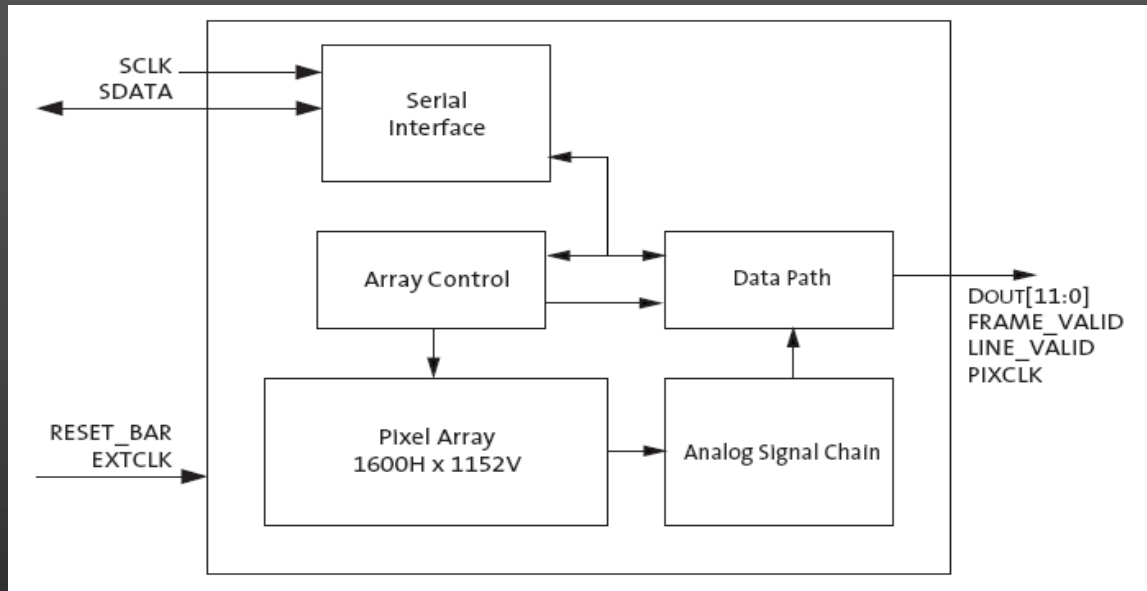 SCLK
SDATA
Serial
Interface
Array Control
Data Path
DOUT[11:0]
FRAME_VALID
LINE_VALID
PIXCLK
RESET_BAR
EXTCLK
Pixel Array
1600H x 1152V
Analog Signal Chain